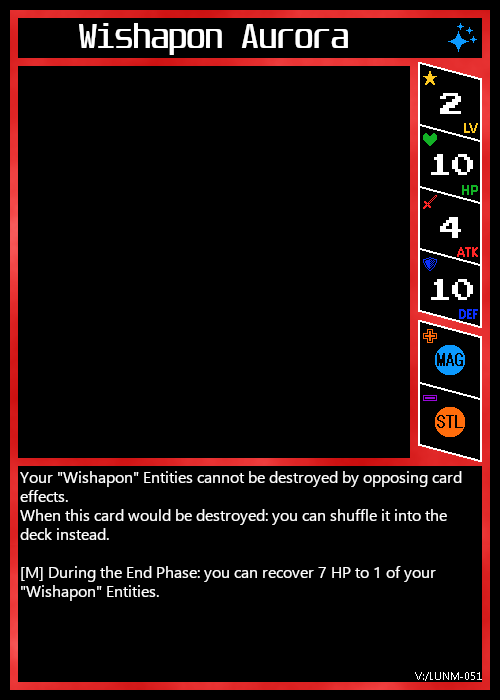 Wishapon Aurora
2
LV
10
HP
4
ATK
10
DEF
MAG
STL
Your "Wishapon" Entities cannot be destroyed by opposing card
effects.
When this card would be destroyed: you can shuffle it into the
deck instead.
[M] During the End Phase: you can recover 7 HP to 1 of your
"Wishapon" Entities.
V:/LUNM-051